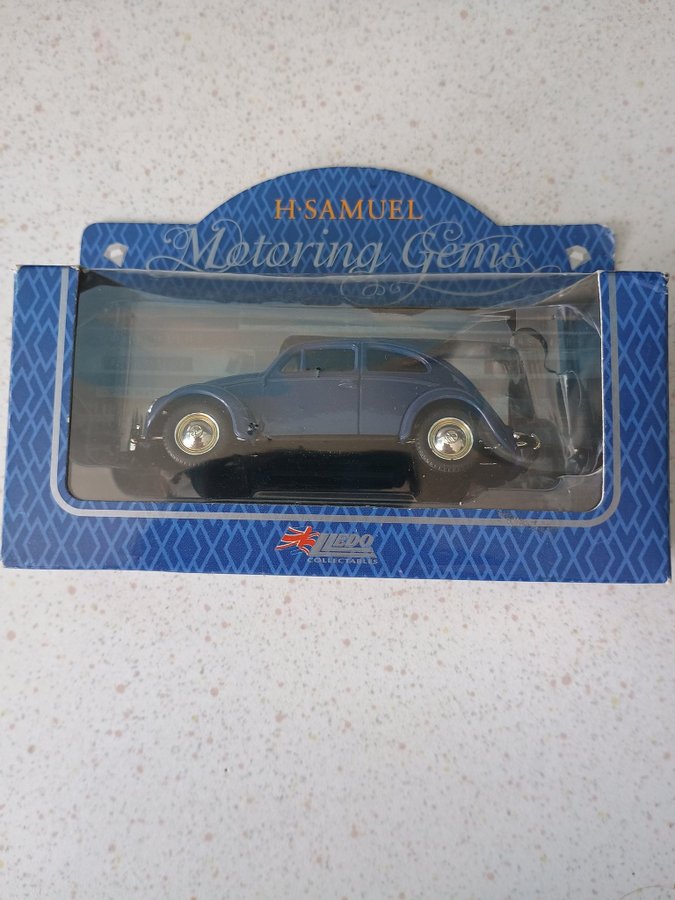 H·SAMUEL
Motoring Gems
LLEDO
COLLECTABLES